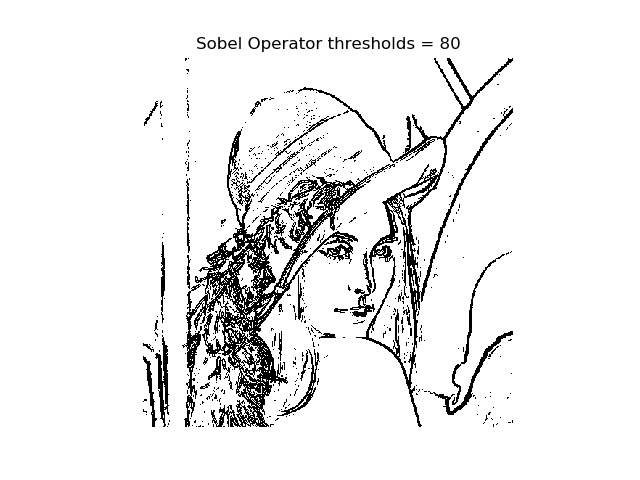 Sobel Operator thresholds = 80